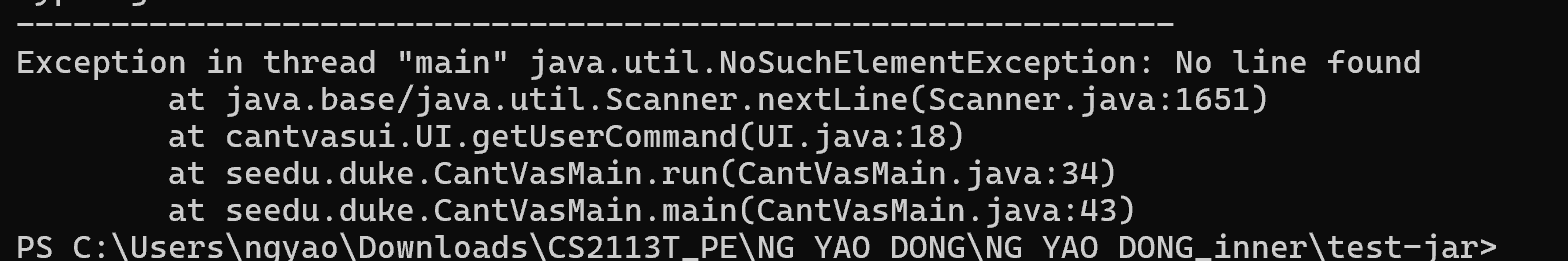 ------------------------------------------------------------------
Exception in thread "main" java.util.NoSuchElementException: No line found
        at java.base/java.util.Scanner.nextLine(Scanner.java:1651)
        at cantvasui.UI.getUserCommand(UI.java:18)
        at seedu.duke.CantVasMain.run(CantVasMain.java:34)
        at seedu.duke.CantVasMain.main(CantVasMain.java:43)
PS C:\Users\ngyao\Downloads\CS2113T_PE\NG YAO DONG\NG YAO DONG_inner\test-jar>